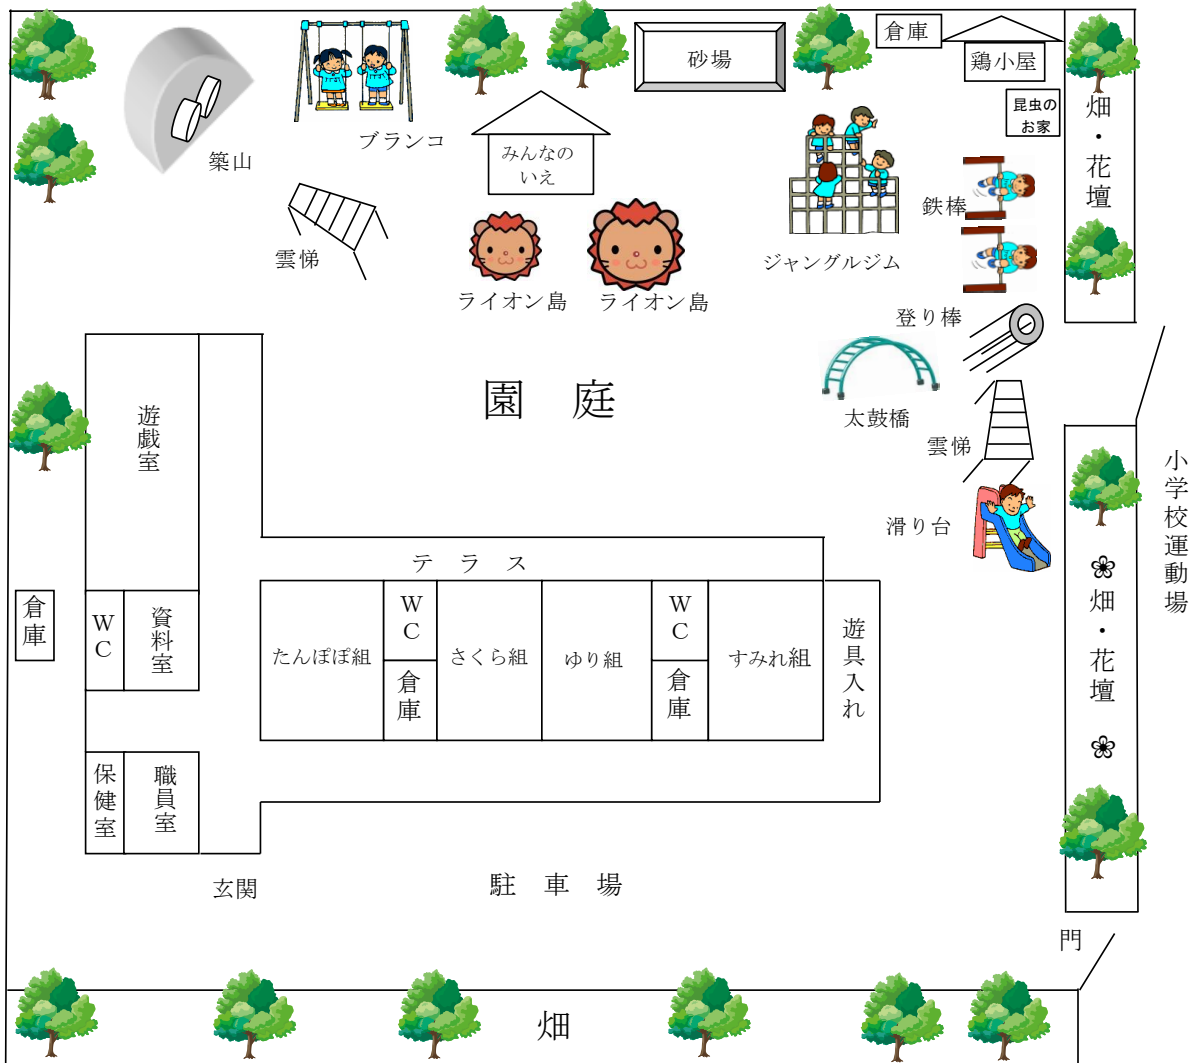 倉庫
砂場
鶏小屋
昆虫の
お家
畑・花壇
ブランコ
築山
みんなの
いえ
鉄棒
雲悌
ジャングルジム
ライオン島
ライオン島
登り棒
園庭
太鼓橋
雲悌
遊戯室
小学校運動場
滑り台
テラス
倉庫
WC
資料室
たんぽぽ組
WC
倉庫
さくら組
ゆり組
WC
倉庫
すみれ組
遊具入れ
❀畑・花壇 ❀
保健室
職員室
玄関
駐車場
門
畑